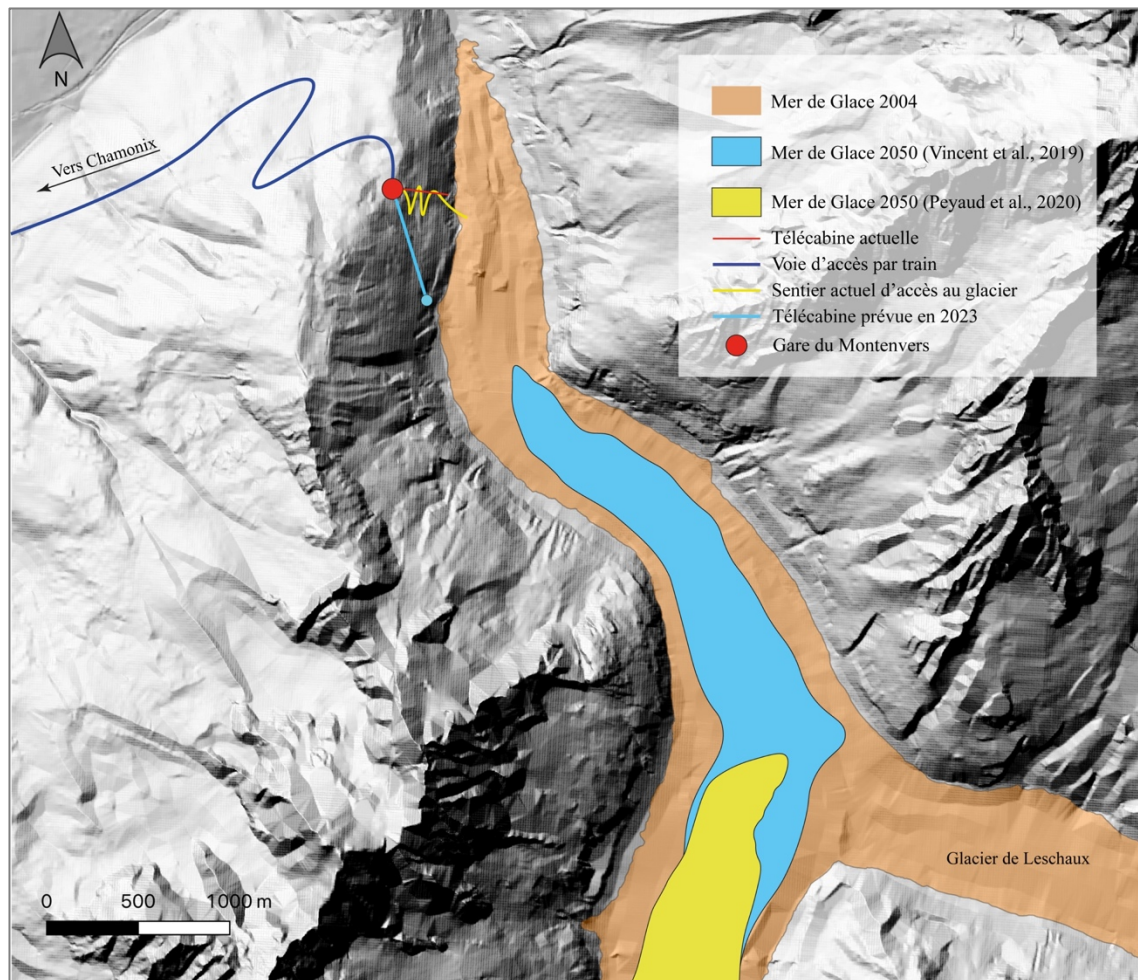 N
Vers Chamonix
Mer de Glace 2004
Mer de Glace 2050 (Vincent et al., 2019)
Mer de Glace 2050 (Peyaud et al., 2020)
Télécabine actuelle
Voie d’accès par train
Sentier actuel d’accès au glacier
Télécabine prévue en 2023
Gare du Montenvers
Glacier de Leschaux
0 500 1000 m